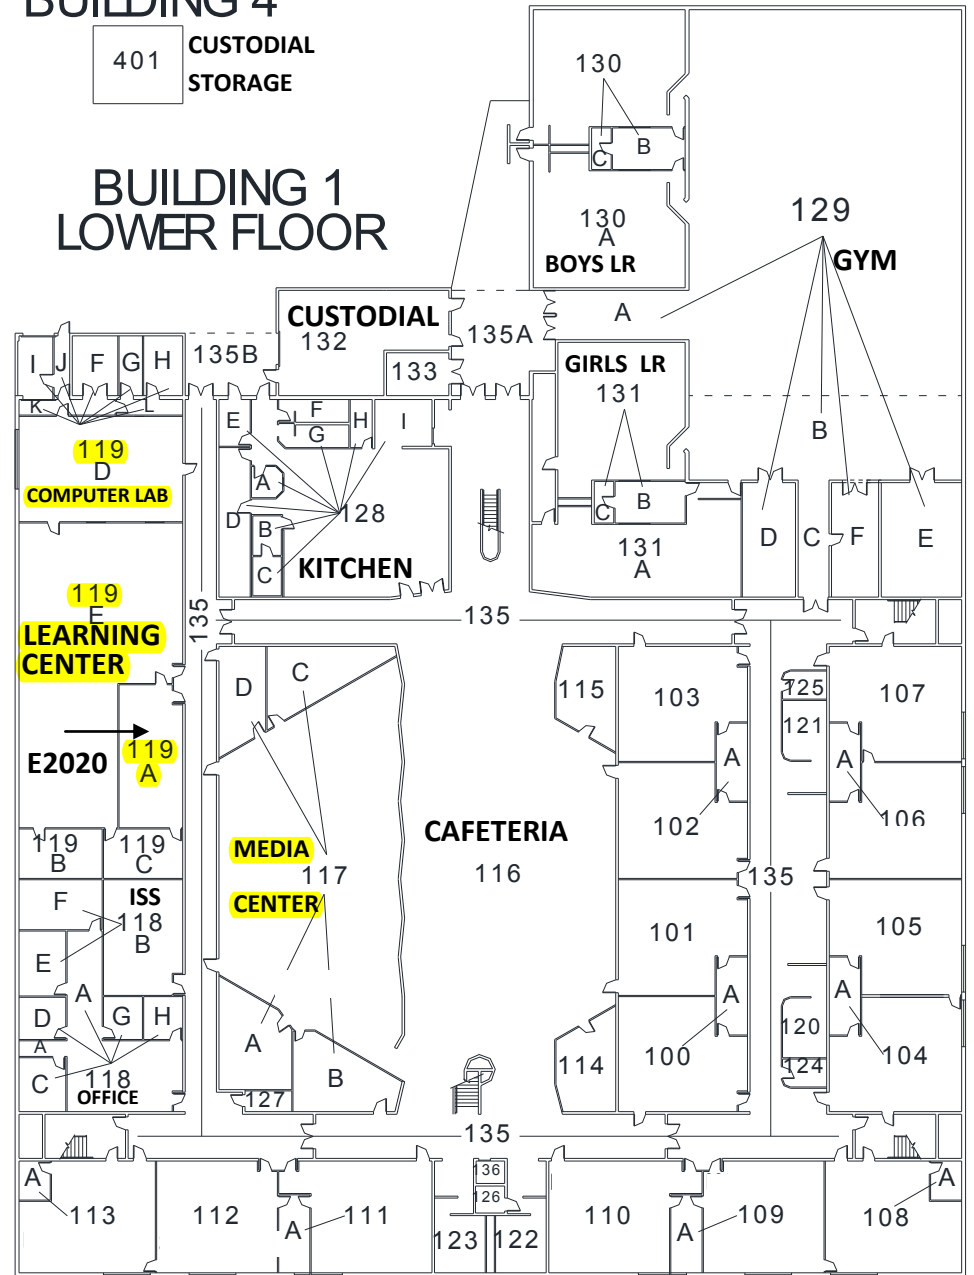 BUILDING 4
401
CUSTODIAL
STORAGE
BUILDING 1
LOWER FLOOR
130
C
B
130
A
BOYS LR
129
GYM
A
B
CUSTODIAL
132
133
135A
135B
GIRLS LR
131
C
B
131
A
D
C
F
E
I
J
F
G
H
K
L
119
D
COMPUTER LAB
E
F
G
H
I
A
D
B
C
128
KITCHEN
119
E
LEARNING
CENTER
135
135
E2020
119
A
119
B
119
C
D
C
MEDIA
117
CENTER
A
B
127
CAFETERIA
116
115
114
103
A
102
101
A
100
125
121
135
120
124
107
A
106
105
A
104
ISS
118
B
F
E
A
D
G
H
A
C
118
OFFICE
135
A
113
112
A
111
136
126
123
122
110
A
109
108
A